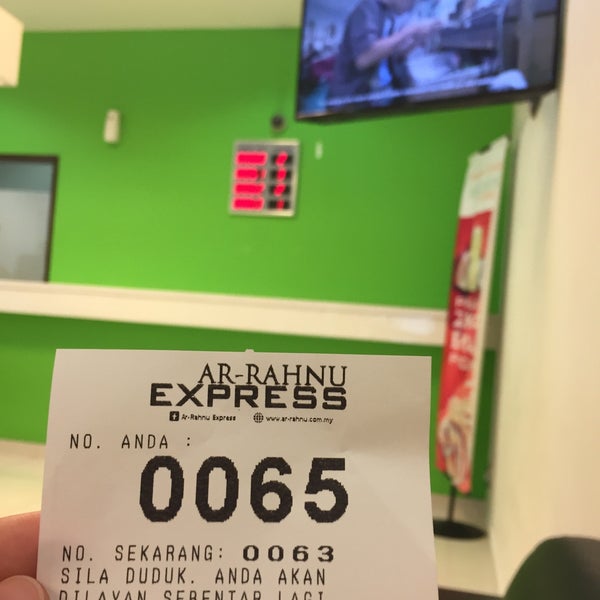 AR-RAHNU
EXPRESS
Ar-Rahnu Express www.ar-rahnu.com.my
NO. ANDA :
0065
NO. SEKARANG: 0063
SILA DUDUK. ANDA AKAN
DILAYAN SEBENTAR LAGI